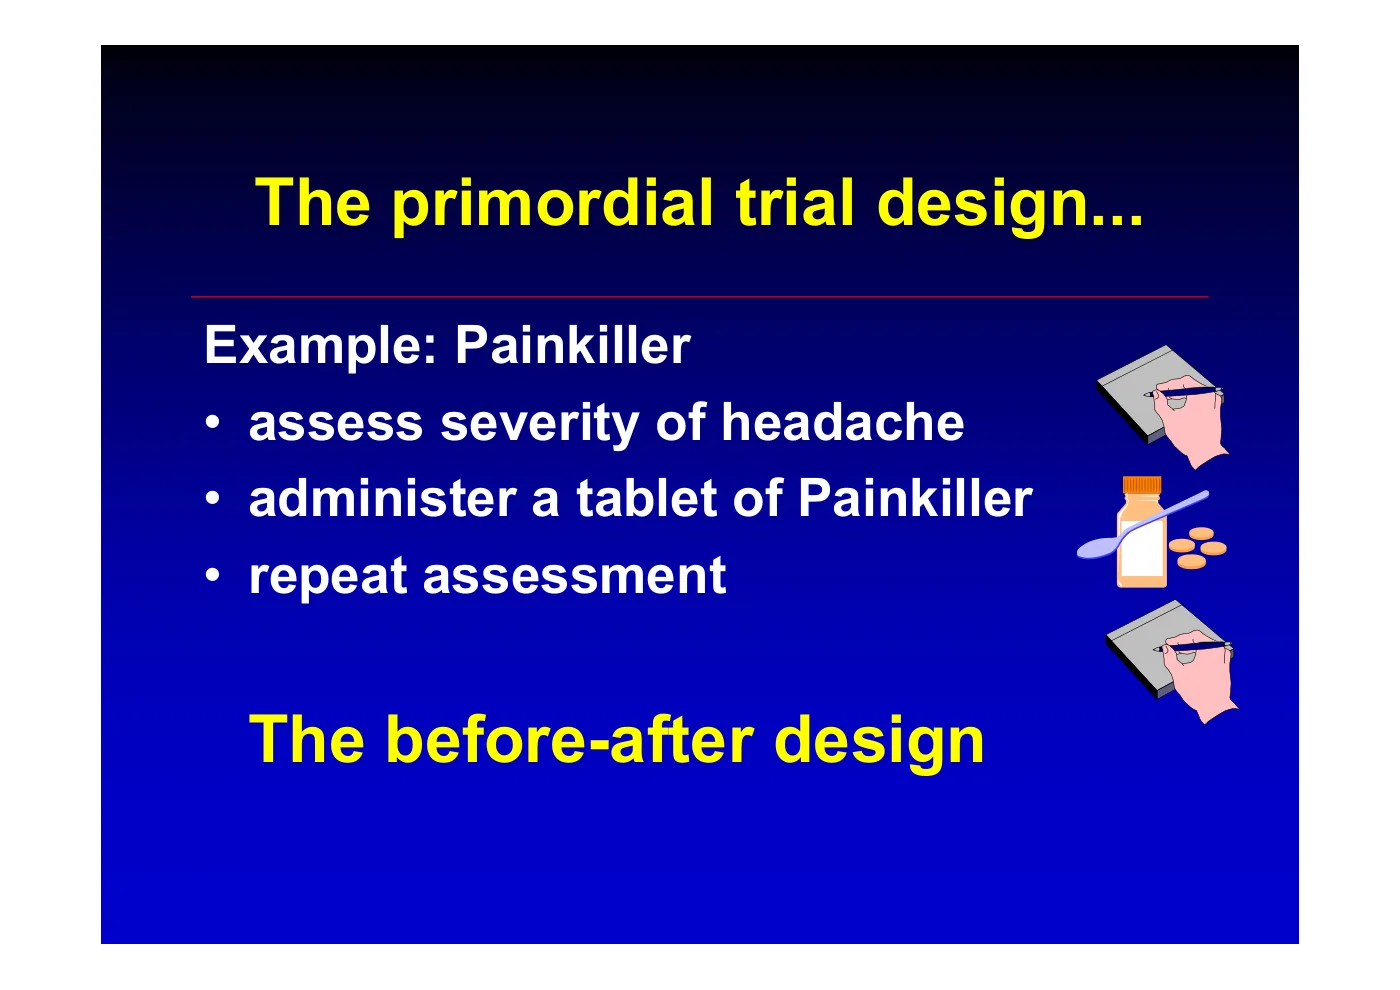 The primordial trial design...
Example: Painkiller
• assess severity of headache
• administer a tablet of Painkiller
• repeat assessment
The before-after design